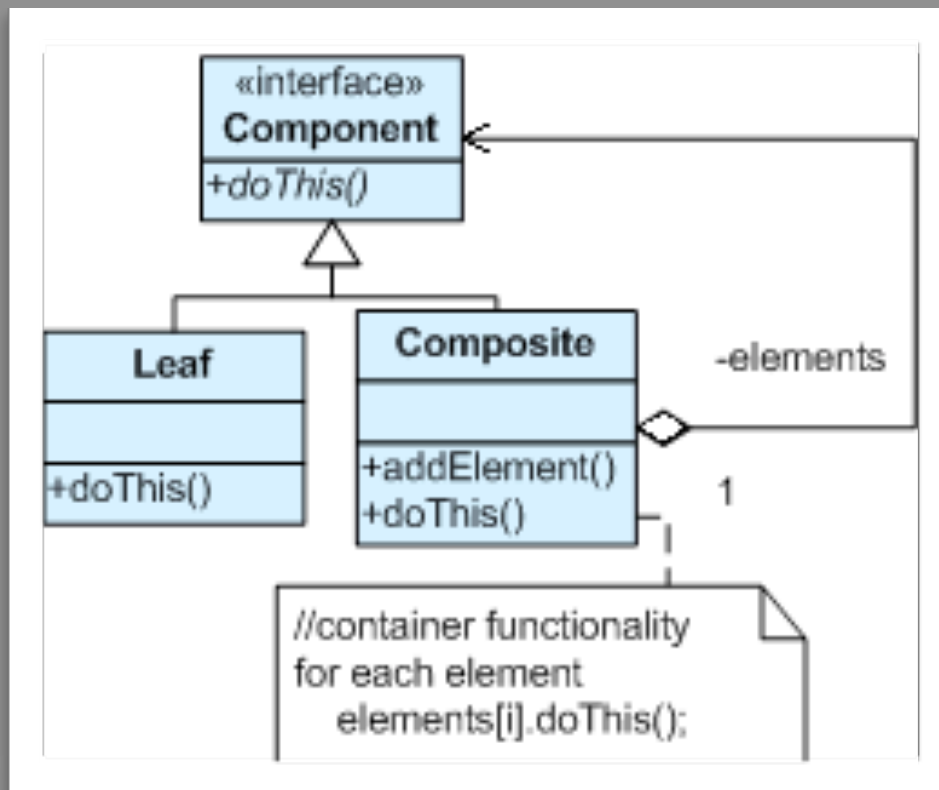 «interface»
Component
+doThis()
Leaf
+doThis()
Composite
+addElement()
+doThis()
-elements
1
//container functionality
for each element
elements[i].doThis();